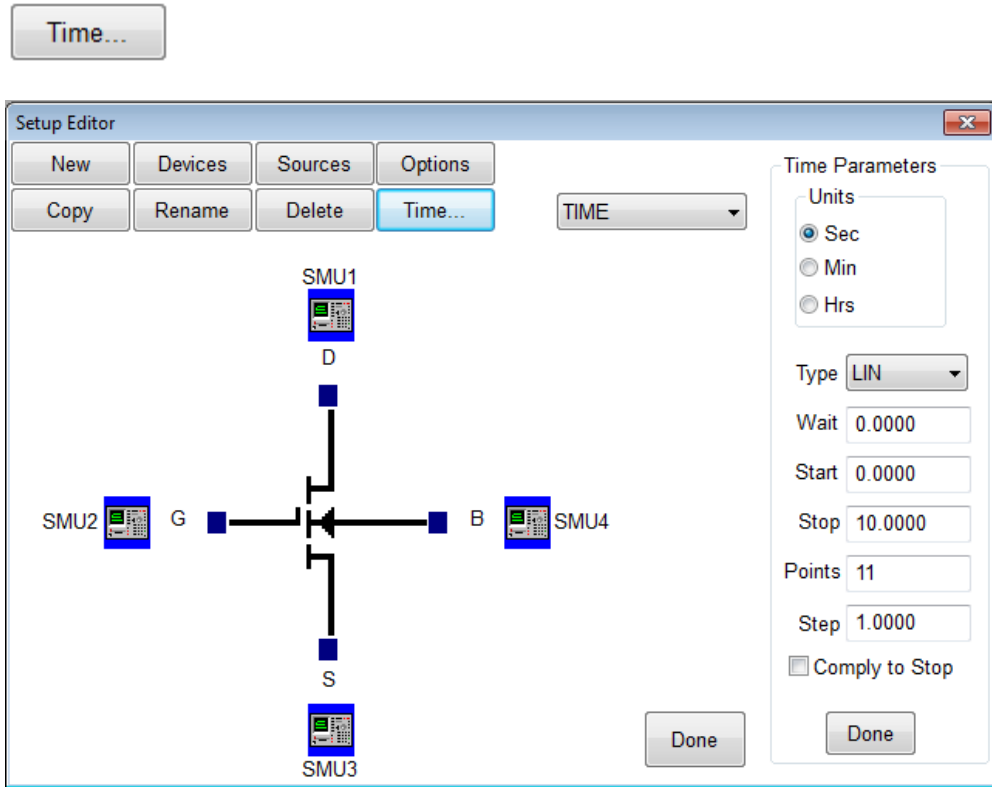 Time...
Setup Editor
New Devices Sources Options
Copy Rename Delete Time... TIME
Time Parameters
Units
Sec
Min
Hrs
Type LIN
Wait 0.0000
Start 0.0000
Stop 10.0000
Points 11
Step 1.0000
Comply to Stop
Done
SMU1
D
SMU2 G B SMU4
S
SMU3
Done